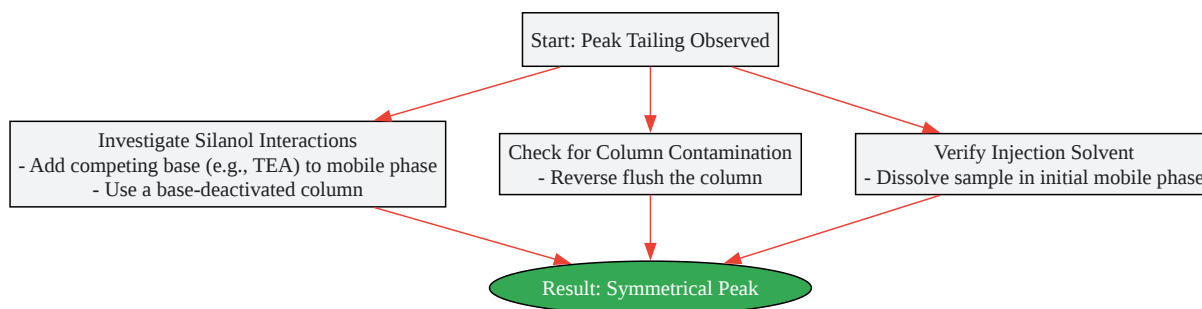 Start: Peak Tailing Observed
Investigate Silanol Interactions
- Add competing base (e.g., TEA) to mobile phase
- Use a base-deactivated column
Check for Column Contamination
- Reverse flush the column
Verify Injection Solvent
- Dissolve sample in initial mobile phase
Result: Symmetrical Peak